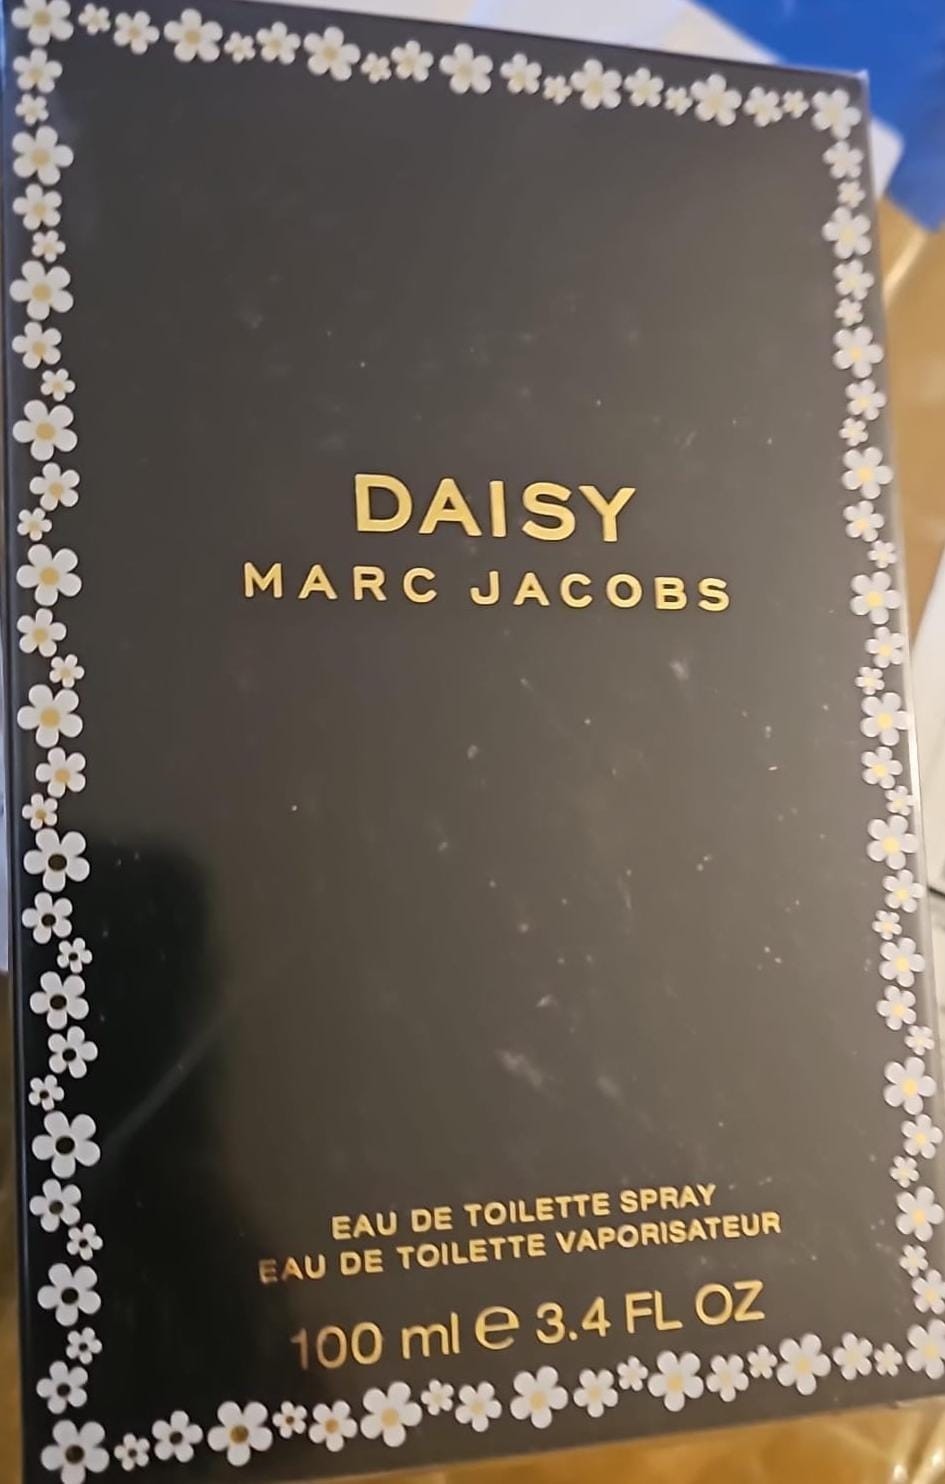 DAISY
MARC JACOBS
EAU DE TOILETTE SPRAY
EAU DE TOILETTE VAPORISATEUR
100 ml e 3.4 FL OZ